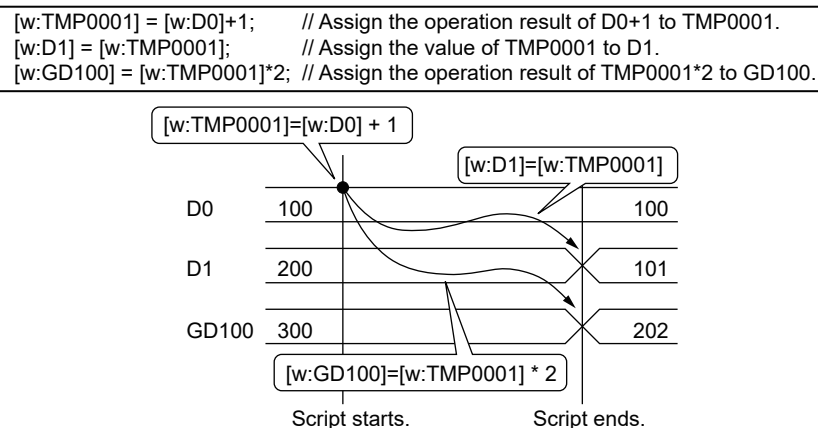 [w:TMP0001] = [w:D0]+1; // Assign the operation result of D0+1 to TMP0001.
[w:D1] = [w:TMP0001]; // Assign the value of TMP0001 to D1.
[w:GD100] = [w:TMP0001]*2; // Assign the operation result of TMP0001*2 to GD100.
[w:TMP0001]=[w:D0] + 1
[w:D1]=[w:TMP0001]
D0 100 100
D1 200 101
GD100 300 202
[w:GD100]=[w:TMP0001] * 2
Script starts. Script ends.